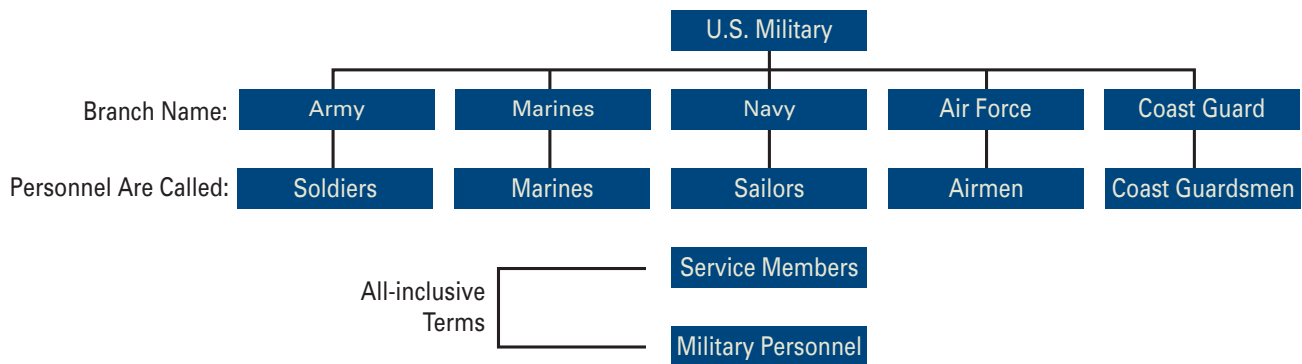 U.S. Military
Branch Name: Army Marines Navy Air Force Coast Guard
Personnel Are Called: Soldiers Marines Sailors Airmen Coast Guardsmen
All-inclusive
Terms
Service Members
Military Personnel